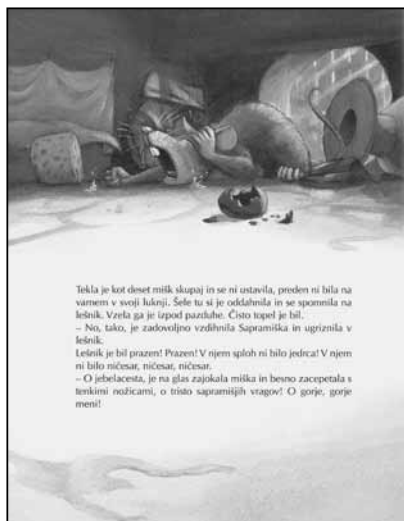 Tekla je kot deset mišk skupaj in se ni ustavila, preden ni bila na
varnem v svoji luknji. Šele tu si je oddahnila in se spomnila na
lešnik. Vzela ga je izpod pazduhe. Čisto topel je bil.
– No, tako, je zadovoljno vzdihnila Sapramiška in ugriznila v
lešnik.
Lešnik je bil prazen! Prazen! V njem sploh ni bilo jedrca! V njem
ni bilo ničesar, ničesar, ničesar.
– O jebelacesta, je na glas zajokala miška in besno zacepetala s
tenkimi nožicami, o tristo sapramišjih vragov! O gorje, gorje
meni!